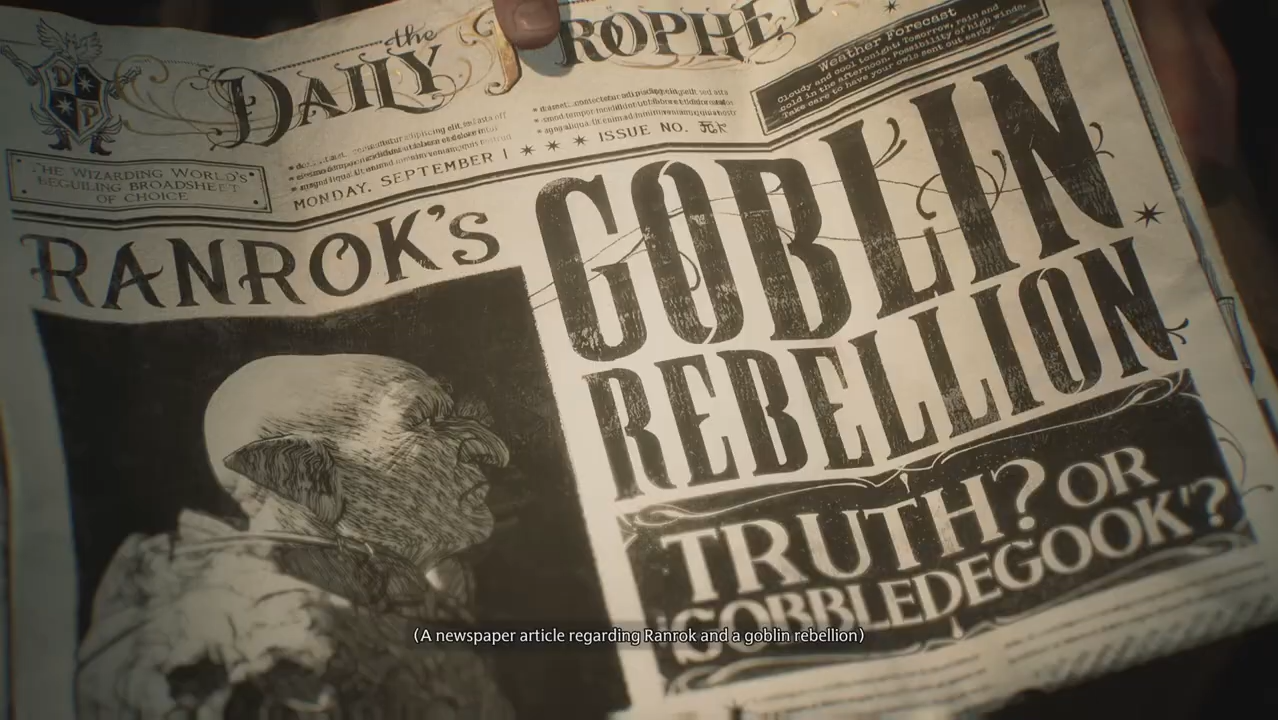 the
DAILY PROPHET
D P
Weather Forecast
Cloudy and cool tonight. Tomorrow, rain and
cold in the afternoon. Possibility of high winds.
Take care to have your owls sent out early.
THE WIZARDING WORLD'S
BEGUILING BROADSHEET
OF CHOICE
MONDAY, SEPTEMBER 1 ISSUE NO.
RANROK'S
GOBLIN
REBELLION
TRUTH? OR
'GOBBLEDEGOOK'?
(A newspaper article regarding Ranrok and a goblin rebellion)